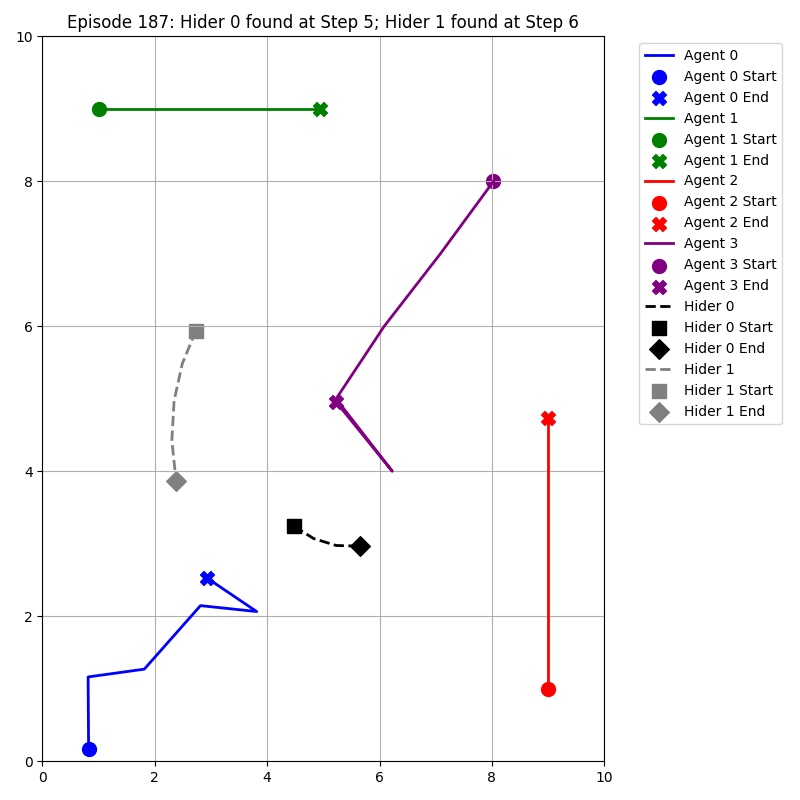 Episode 187: Hider 0 found at Step 5; Hider 1 found at Step 6
10
8
6
4
2
0
0 2 4 6 8 10
Agent 0
Agent 0 Start
Agent 0 End
Agent 1
Agent 1 Start
Agent 1 End
Agent 2
Agent 2 Start
Agent 2 End
Agent 3
Agent 3 Start
Agent 3 End
Hider 0
Hider 0 Start
Hider 0 End
Hider 1
Hider 1 Start
Hider 1 End